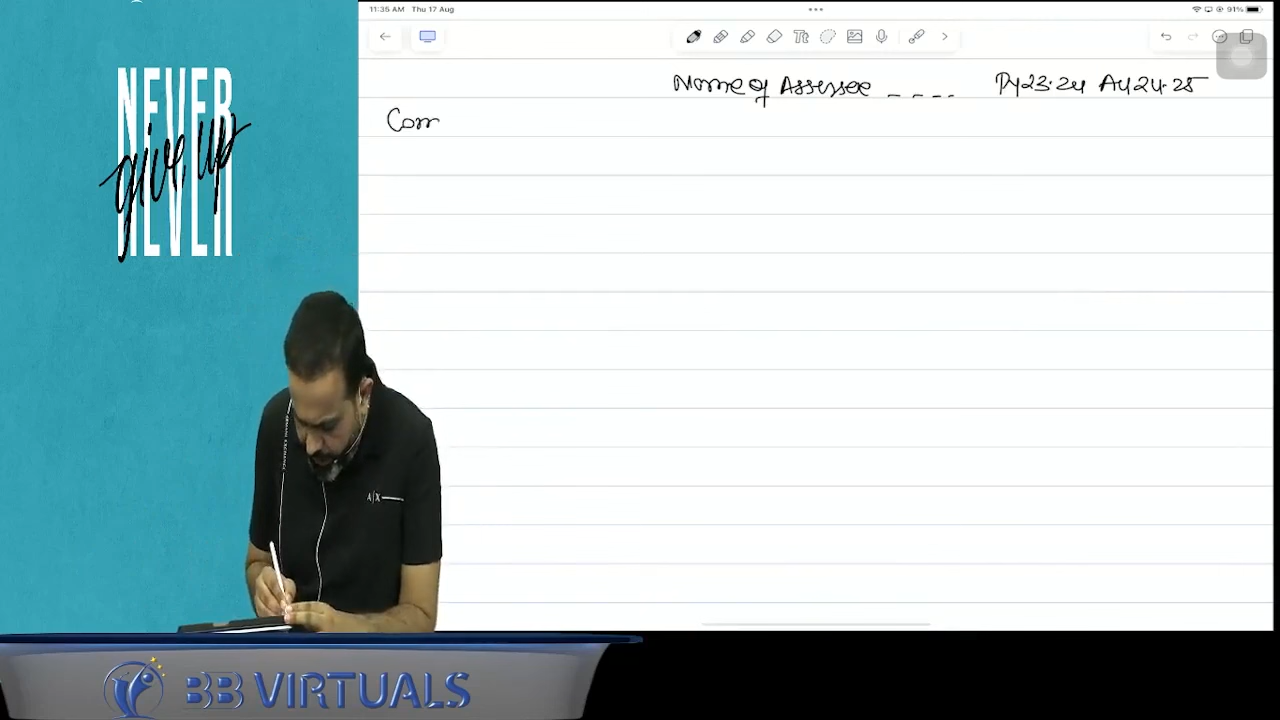 11:35 AM Thu 17 Aug
91%
Name of Assessee ---- Py 23-24 Ay 24-25
Com
NEVER
give up
NEVER
A|X
BB VIRTUALS